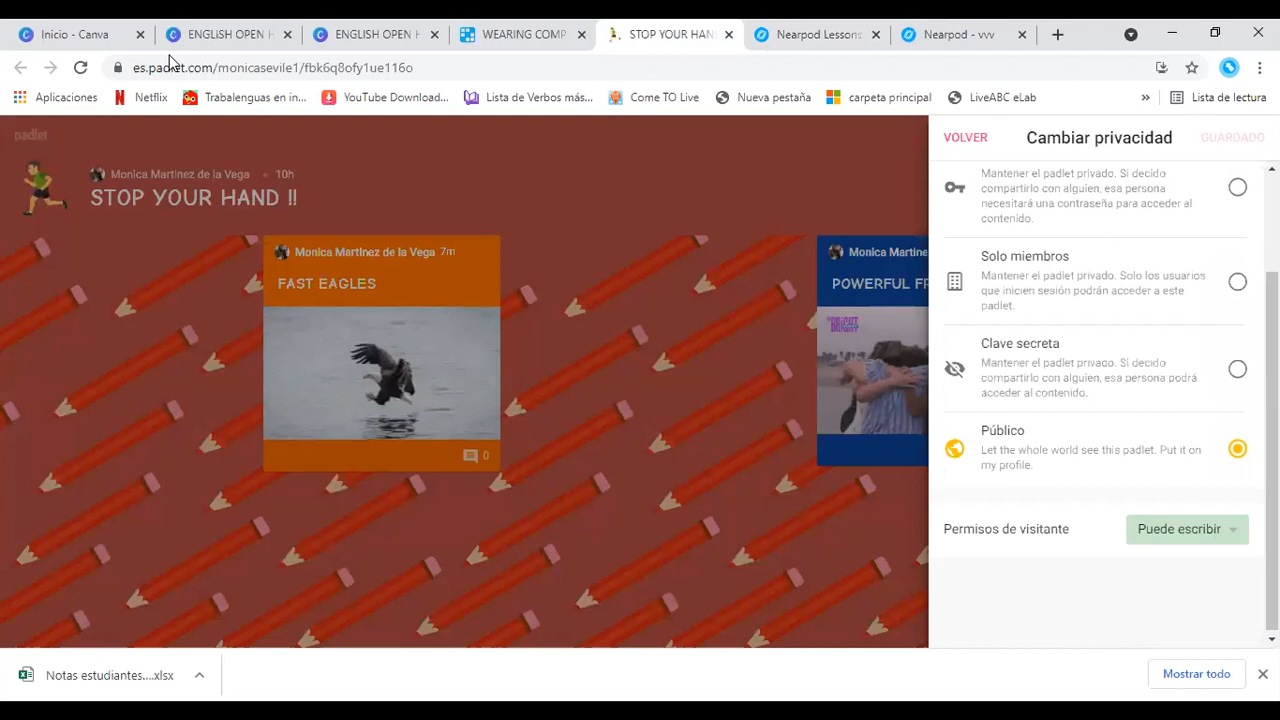 Inicio - Canva
ENGLISH OPEN H
ENGLISH OPEN H
WEARING COMP
STOP YOUR HAN
Nearpod Lessons
Nearpod - vvv
es.padlet.com/monicasevile1/fbk6q8ofy1ue116o
Aplicaciones
Netflix
Trabalenguas en in...
YouTube Download...
Lista de Verbos más...
Come TO Live
Nueva pestaña
carpeta principal
LiveABC eLab
»
Lista de lectura
padlet
Monica Martinez de la Vega • 10h
STOP YOUR HAND !!
Monica Martinez de la Vega 7m
FAST EAGLES
0
Monica Martine
POWERFUL FR
VOLVER
Cambiar privacidad
GUARDADO
Mantener el padlet privado. Si decido
compartirlo con alguien, esa persona
necesitará una contraseña para acceder al
contenido.
Solo miembros
Mantener el padlet privado. Solo los usuarios
que inicien sesión podrán acceder a este
padlet.
Clave secreta
Mantener el padlet privado. Si decido
compartirlo con alguien, esa persona podrá
acceder al contenido.
Público
Let the whole world see this padlet. Put it on
my profile.
Permisos de visitante
Puede escribir
Notas estudiantes....xlsx
Mostrar todo